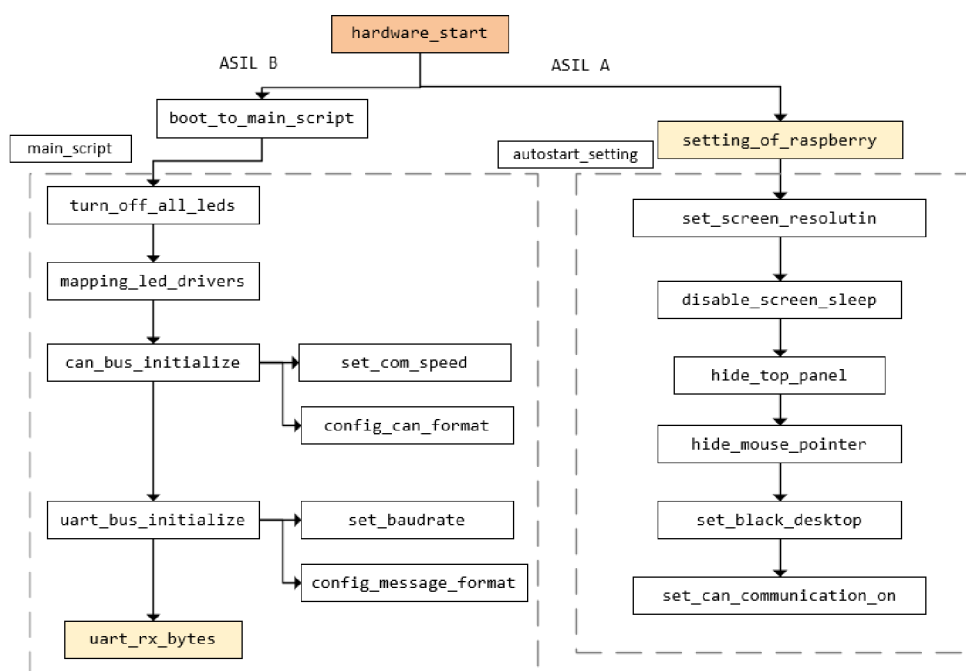 hardware_start
ASIL B
ASIL A
boot_to_main_script
main_script
setting_of_raspberry
autostart_setting
turn_off_all_leds
set_screen_resolutin
mapping_led_drivers
disable_screen_sleep
can_bus_initialize
set_com_speed
hide_top_panel
config_can_format
hide_mouse_pointer
uart_bus_initialize
set_baudrate
set_black_desktop
config_message_format
set_can_communication_on
uart_rx_bytes